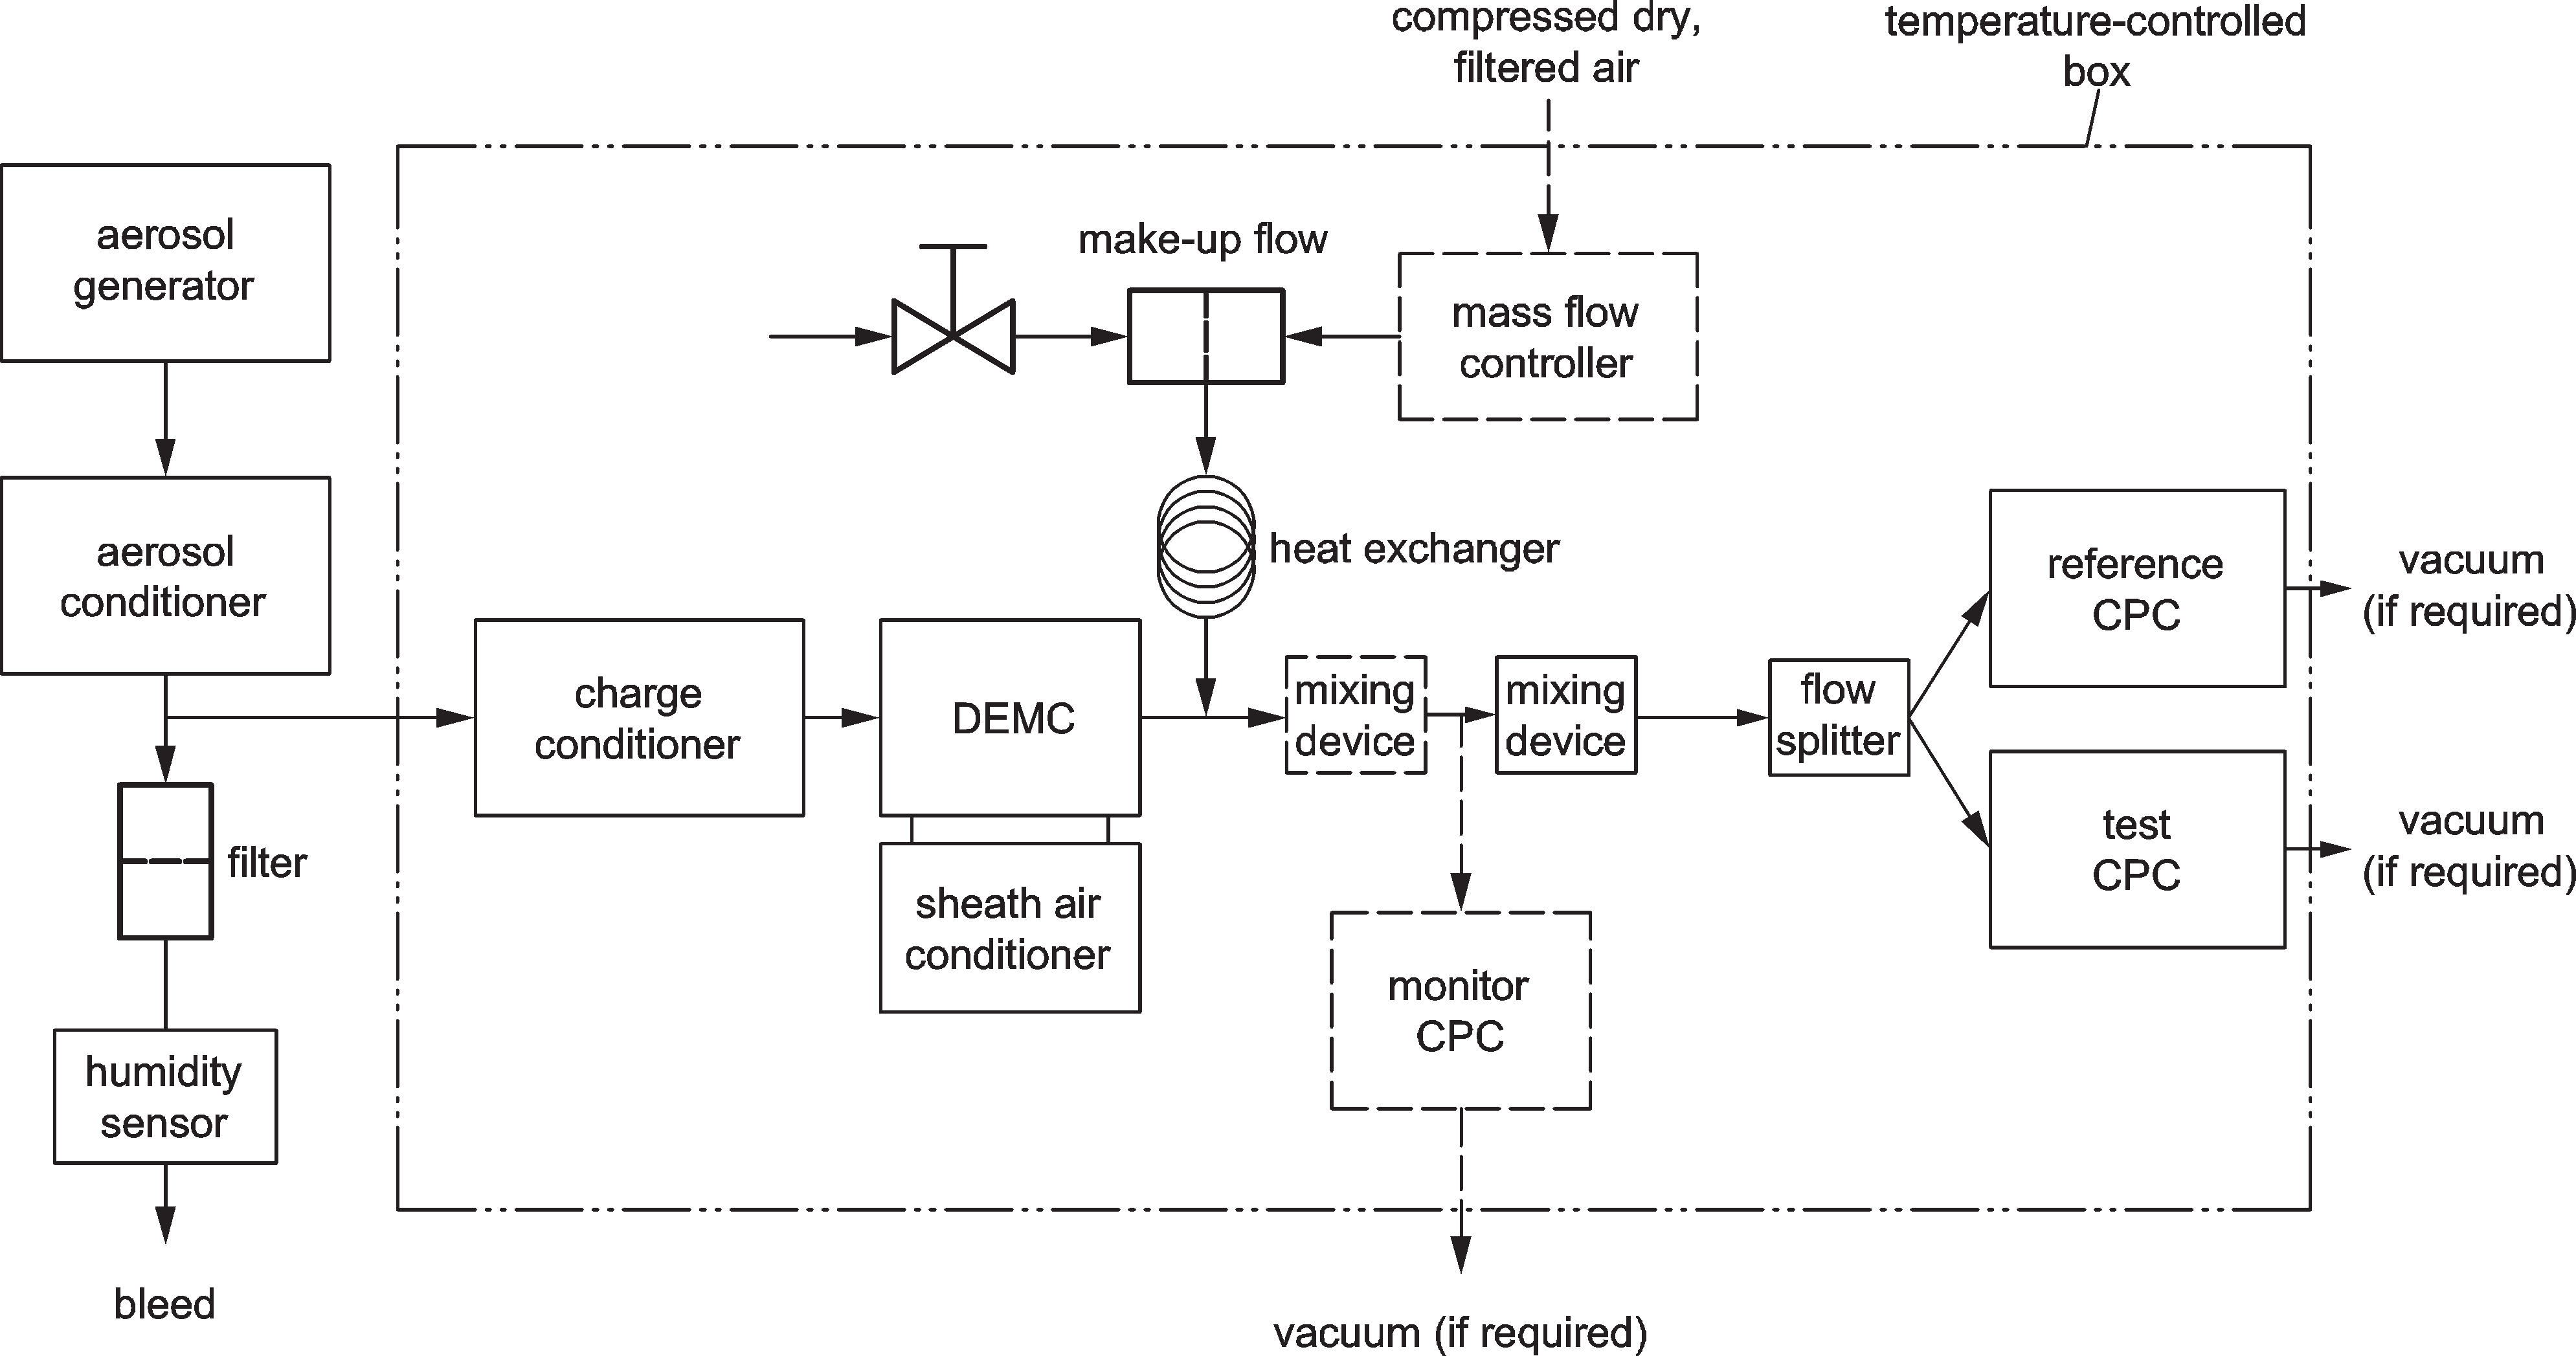 compressed dry,
filtered air
temperature-controlled
box
aerosol
generator
make-up flow
mass flow
controller
aerosol
conditioner
heat exchanger
reference
CPC
vacuum
(if required)
charge
conditioner
DEMC
mixing
device
mixing
device
flow
splitter
test
CPC
vacuum
(if required)
filter
sheath air
conditioner
monitor
CPC
humidity
sensor
bleed
vacuum (if required)